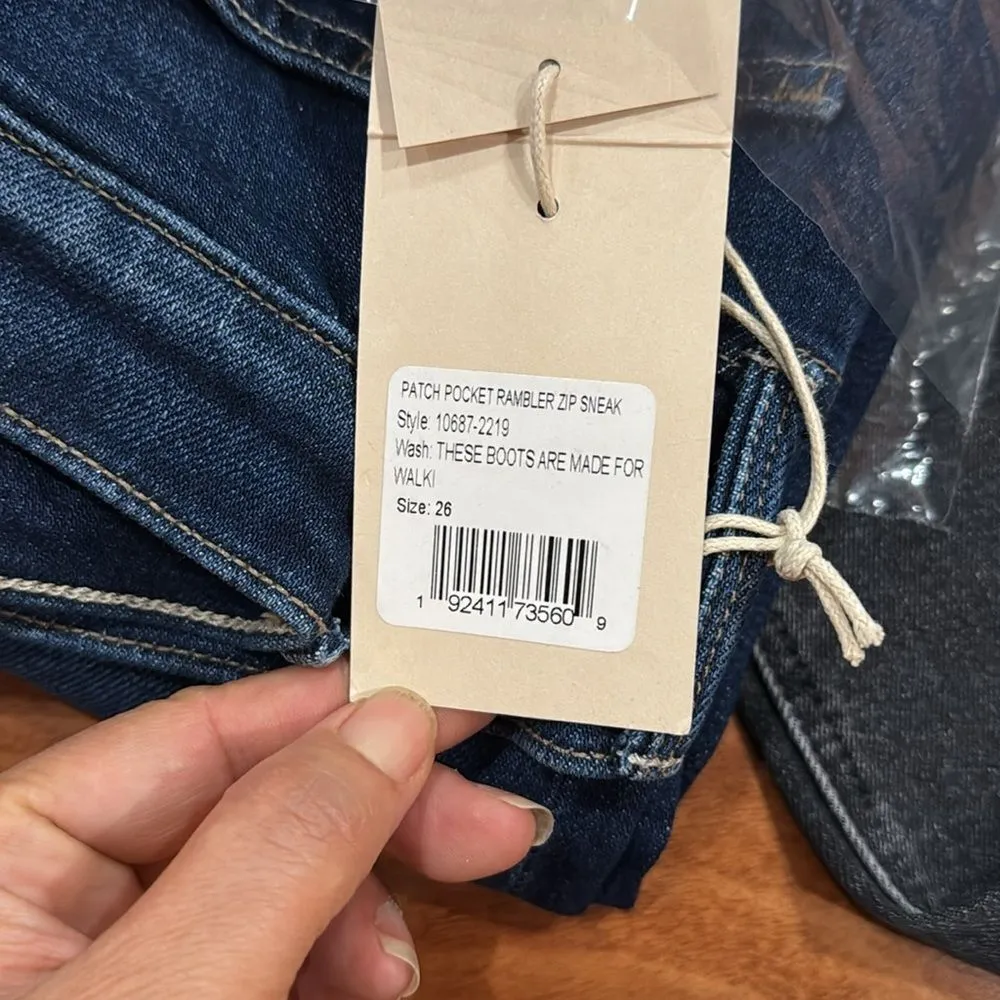 PATCH POCKET RAMBLER ZIP SNEAK
Style: 10687-2219
Wash: THESE BOOTS ARE MADE FOR
WALKI
Size: 26
1 92411 73560 9